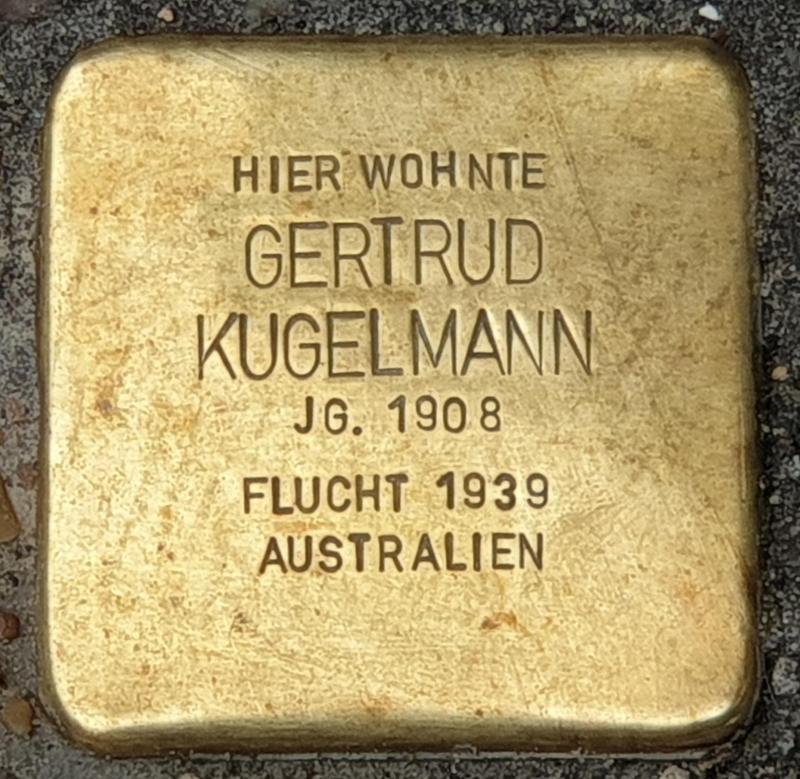 HIER WOHNTE
GERTRUD
KUGELMANN
JG. 1908
FLUCHT 1939
AUSTRALIEN